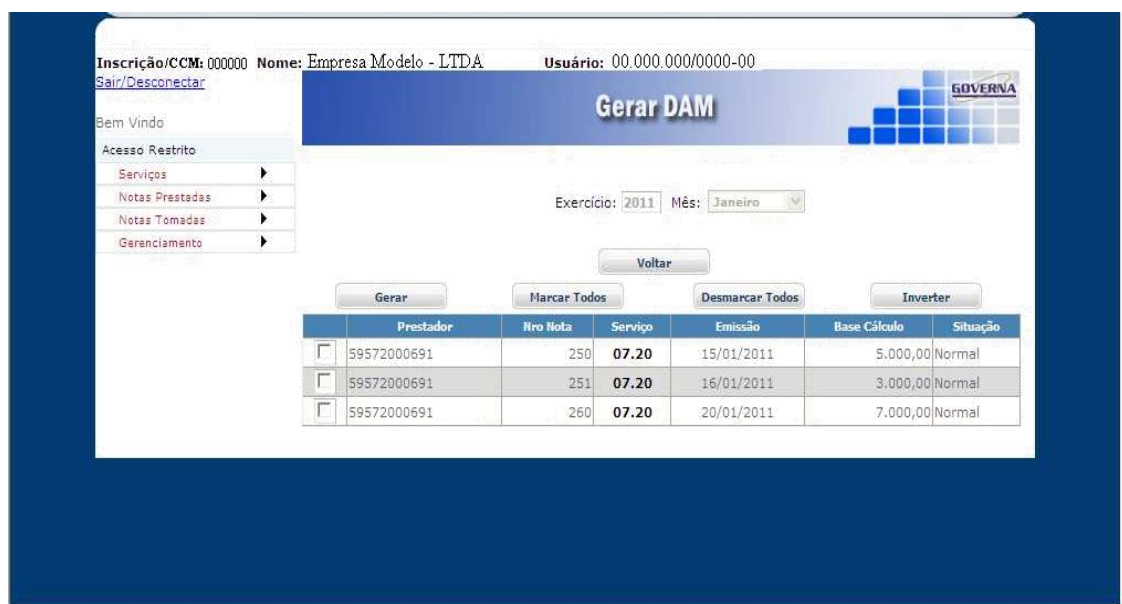 Inscrição/CCM: 000000 Nome: Empresa Modelo - LTDA Usuário: 00.000.000/0000-00
Sair/Desconectar
Gerar DAM
GOVERNA
Bem Vindo
Acesso Restrito
Serviços
Notas Prestadas
Notas Tomadas
Gerenciamento
Exercício: 2011 Mês: Janeiro
Voltar
Gerar Marcar Todos Desmarcar Todos Inverter
Prestador Nro Nota Serviço Emissão Base Cálculo Situação
59572000691 250 07.20 15/01/2011 5.000,00 Normal
59572000691 251 07.20 16/01/2011 3.000,00 Normal
59572000691 260 07.20 20/01/2011 7.000,00 Normal